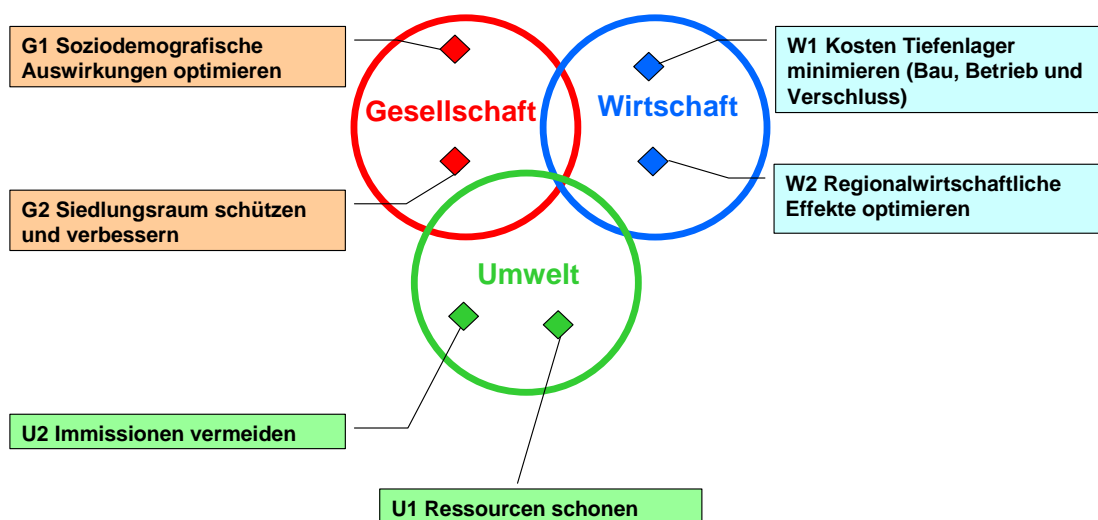 G1 Soziodemografische
Auswirkungen optimieren
W1 Kosten Tiefenlager
minimieren (Bau, Betrieb und
Verschluss)
Gesellschaft
Wirtschaft
G2 Siedlungsraum schützen
und verbessern
W2 Regionalwirtschaftliche
Effekte optimieren
Umwelt
U2 Immissionen vermeiden
U1 Ressourcen schonen